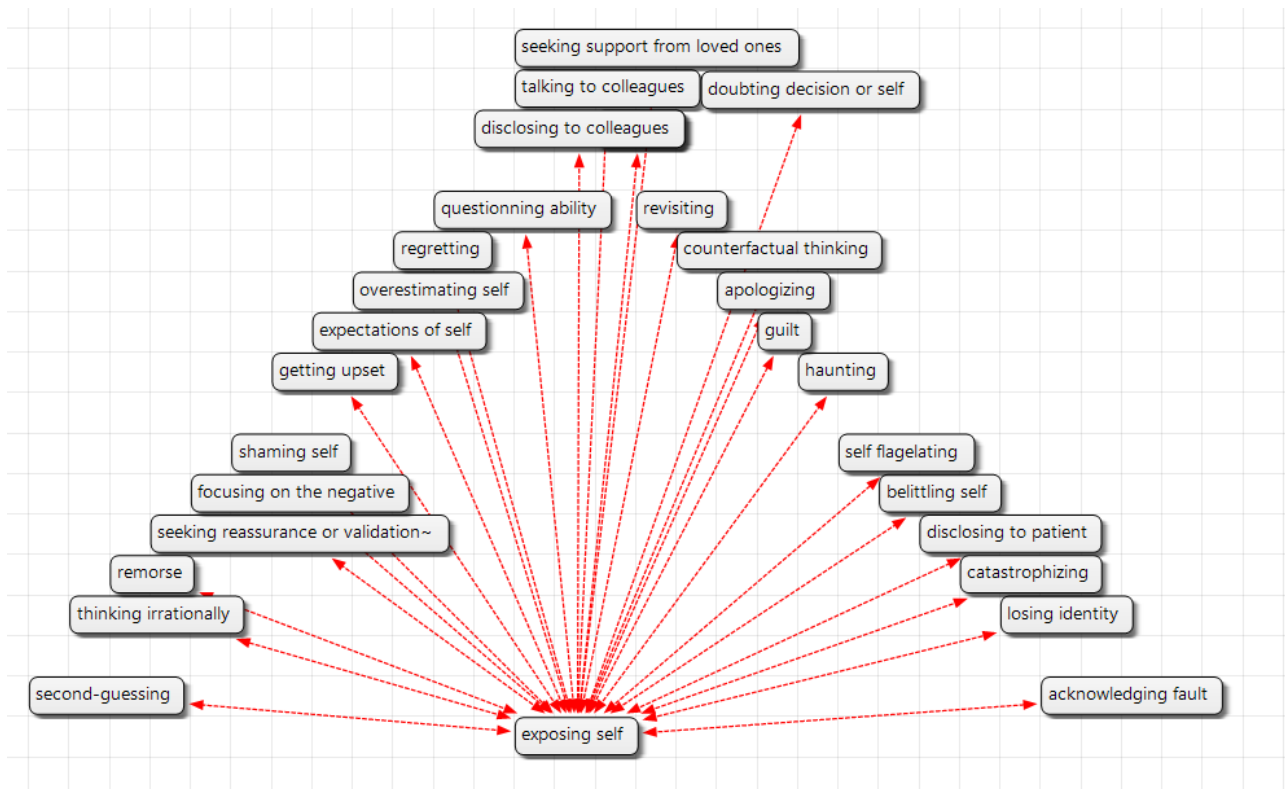 seeking support from loved ones
talking to colleagues
doubting decision or self
disclosing to colleagues
questionning ability
revisiting
regretting
counterfactual thinking
overestimating self
apologizing
expectations of self
guilt
getting upset
haunting
shaming self
self flagelating
focusing on the negative
belittling self
seeking reassurance or validation~
disclosing to patient
remorse
catastrophizing
thinking irrationally
losing identity
second-guessing
acknowledging fault
exposing self